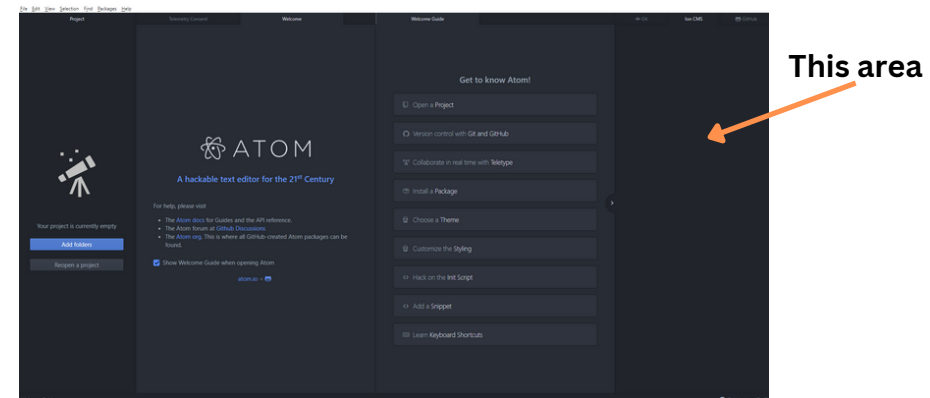 File Edit View Selection Find Packages Help
Project
Telemetry Consent
Welcome
Welcome Guide
Git
Ion CMIS
GitHub
This area
Get to know Atom!
Open a Project
Version control with Git and GitHub
Collaborate in real time with Teletype
Install a Package
Choose a Theme
Customize the Styling
Hack on the Init Script
Add a Snippet
Learn Keyboard Shortcuts
ATOM
A hackable text editor for the 21st Century
For help, please visit
• The Atom docs for Guides and the API reference.
• The Atom forum at Github Discussions
• The Atom org. This is where all GitHub-created Atom packages can be
found.
Show Welcome Guide when opening Atom
atom.io ×
Your project is currently empty
Add folders
Reopen a project